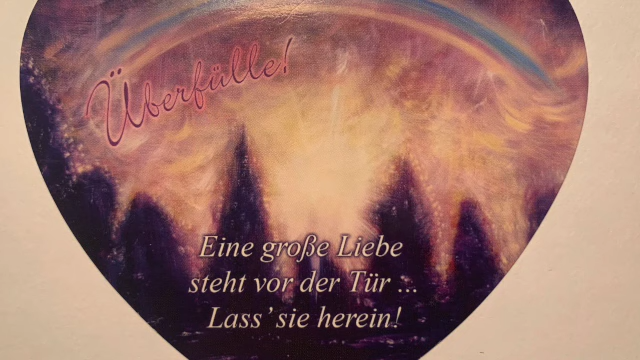 Überfülle!
Eine große Liebe
steht vor der Tür ...
Lass’ sie herein!